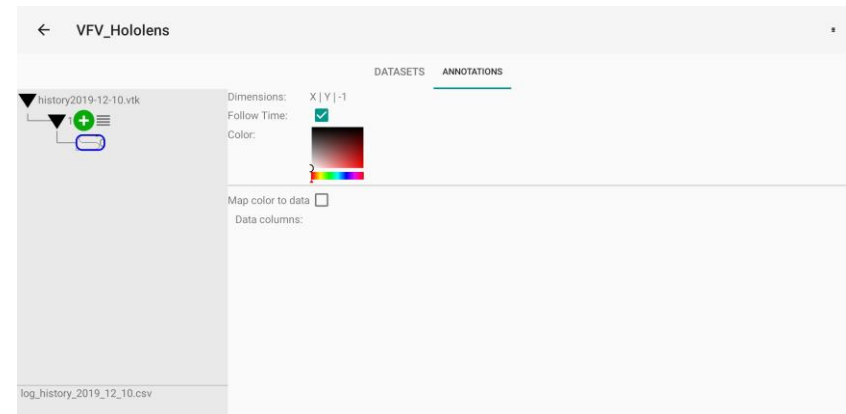 VFV_Hololens
DATASETS ANNOTATIONS
history2019-12-10.vtk
Dimensions: X | Y | -1
Follow Time:
Color:
Map color to data
Data columns:
log_history_2019_12_10.csv